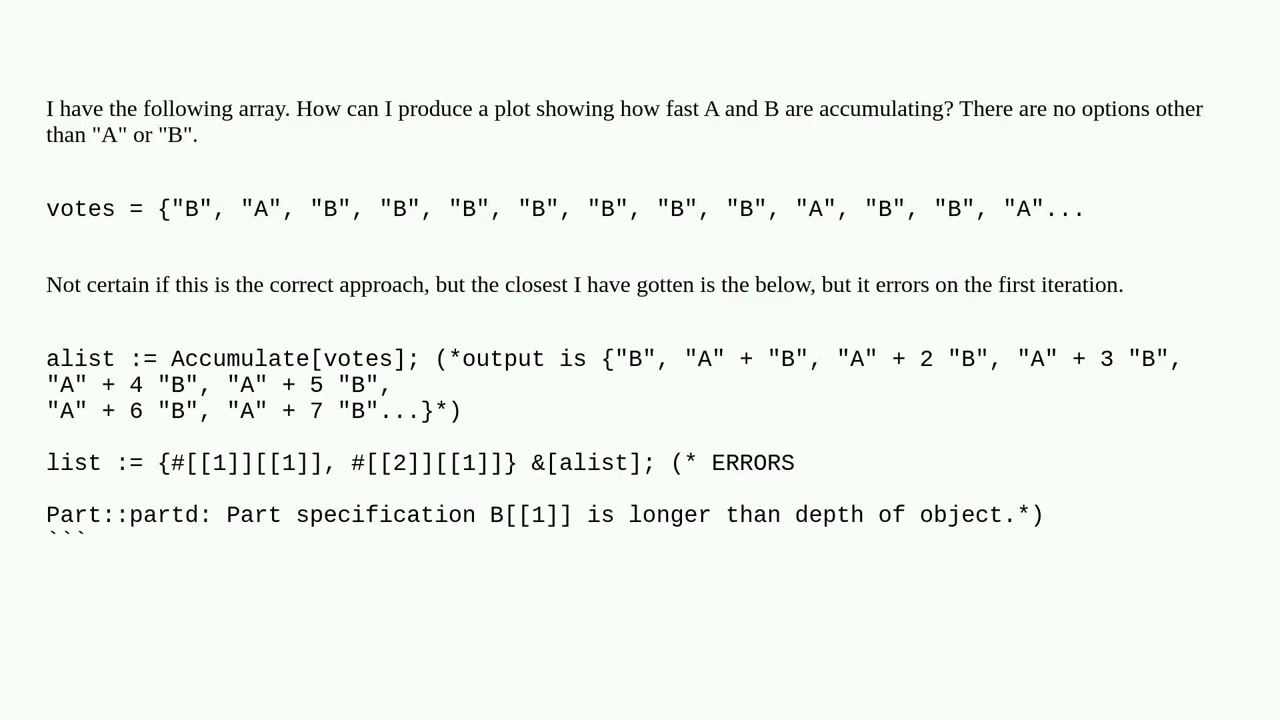 I have the following array. How can I produce a plot showing how fast A and B are accumulating? There are no options other
than "A" or "B".
votes = {"B", "A", "B", "B", "B", "B", "B", "B", "B", "A", "B", "B", "A"...
Not certain if this is the correct approach, but the closest I have gotten is the below, but it errors on the first iteration.
alist := Accumulate[votes]; (*output is {"B", "A" + "B", "A" + 2 "B", "A" + 3 "B",
"A" + 4 "B", "A" + 5 "B",
"A" + 6 "B", "A" + 7 "B"...}*)
list := {#[[1]][[1]], #[[2]][[1]]} &[alist]; (* ERRORS
Part::partd: Part specification B[[1]] is longer than depth of object.*)
```